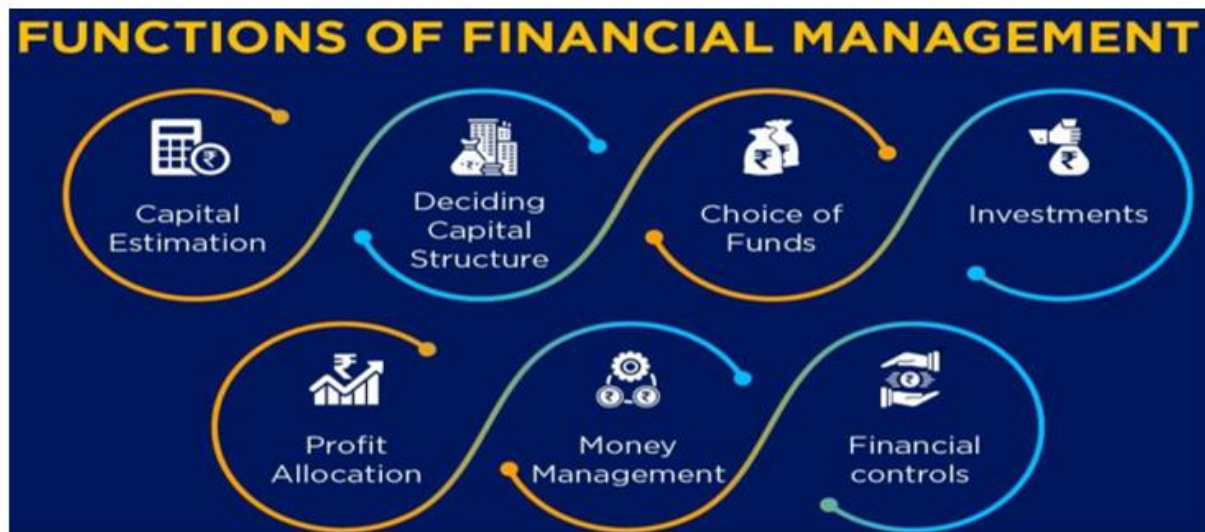 FUNCTIONS OF FINANCIAL MANAGEMENT
₹
Capital
Estimation
₹
Deciding
Capital
Structure
₹
Choice of
Funds
₹
Investments
₹
Profit
Allocation
₹ ₹
Money
Management
₹
Financial
controls